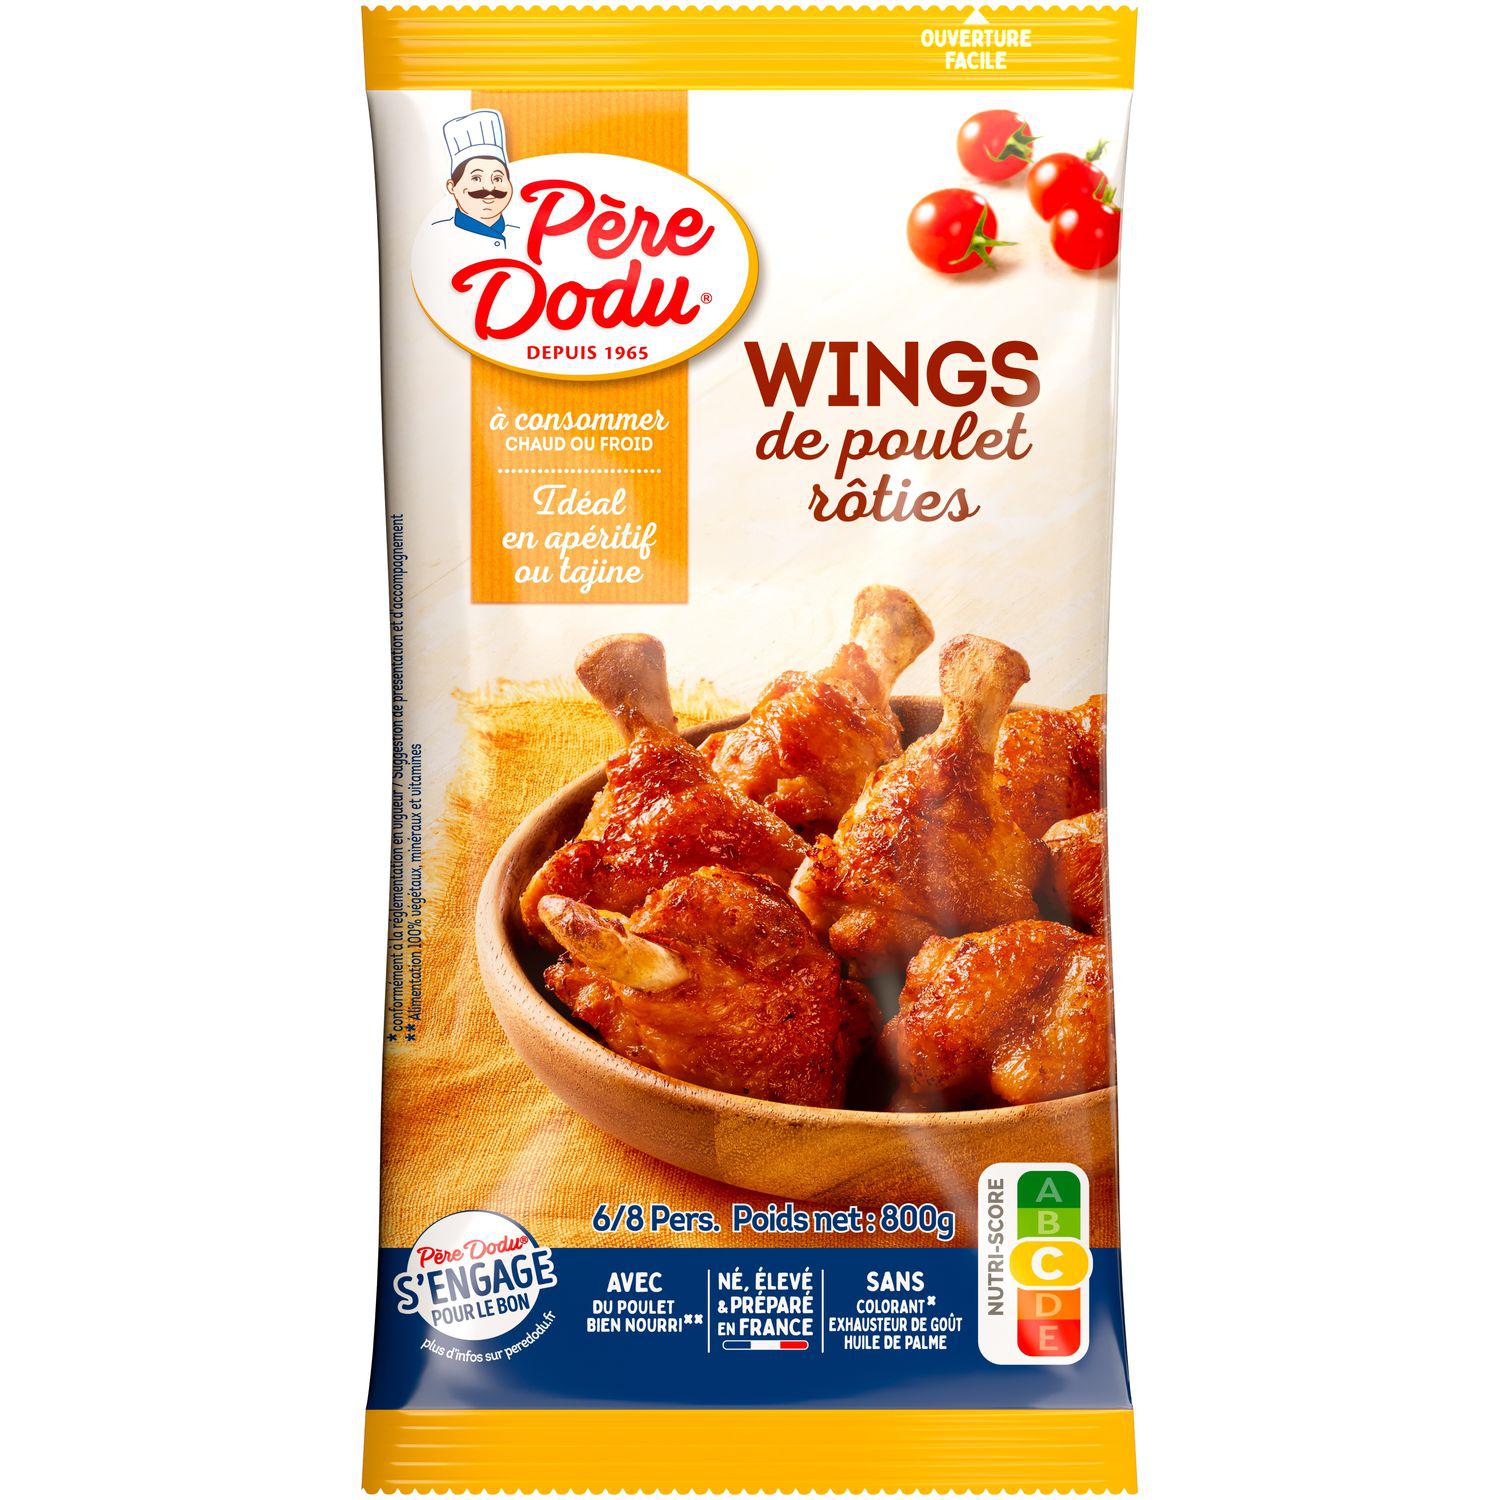 OUVERTURE
FACILE
Père
Dodu®
DEPUIS 1965
à consommer
CHAUD OU FROID
Idéal
en apéritif
ou tajine
WINGS
de poulet
rôties
* conformément à la réglementation en vigueur / Suggestion de présentation et d'accompagnement
** Alimentation 100% végétaux, minéraux et vitamines
6/8 Pers. Poids net : 800g
Père Dodu®
S'ENGAGE
POUR LE BON
plus d'infos sur peredodu.fr
AVEC
DU POULET
BIEN NOURRI**
NÉ, ÉLEVÉ
& PRÉPARÉ
EN FRANCE
SANS
COLORANT*
EXHAUSTEUR DE GOÛT
HUILE DE PALME
NUTRI-SCORE
A
B
C
D
E